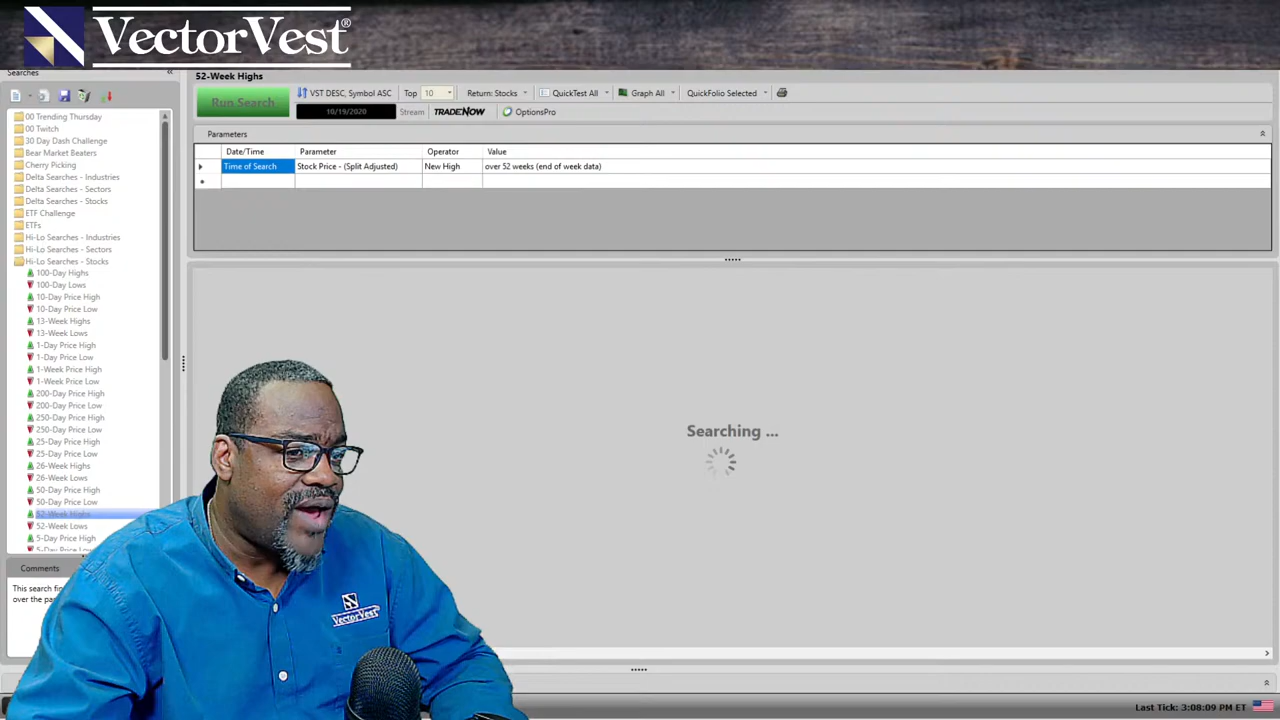 VectorVest®
Searches
«
52-Week Highs
Run Search
VST DESC, Symbol ASC
Top 10
Return: Stocks
QuickTest All
Graph All
QuickFolio Selected
10/19/2020
Stream
TRADENOW
OptionsPro
Parameters
Date/Time Parameter Operator Value
Time of Search Stock Price - (Split Adjusted) New High over 52 weeks (end of week data)
00 Trending Thursday
00 Twitch
30 Day Dash Challenge
Bear Market Beaters
Cherry Picking
Delta Searches - Industries
Delta Searches - Sectors
Delta Searches - Stocks
ETF Challenge
ETFs
Hi-Lo Searches - Industries
Hi-Lo Searches - Sectors
Hi-Lo Searches - Stocks
100-Day Highs
100-Day Lows
10-Day Price High
10-Day Price Low
13-Week Highs
13-Week Lows
1-Day Price High
1-Day Price Low
1-Week Price High
1-Week Price Low
200-Day Price High
200-Day Price Low
250-Day Price High
250-Day Price Low
25-Day Price High
25-Day Price Low
26-Week Highs
26-Week Lows
50-Day Price High
50-Day Price Low
52-Week Highs
52-Week Lows
5-Day Price High
5-Day Price Low
Searching ...
Comments
This search fi
over the pa
VectorVest
Last Tick: 3:08:09 PM ET